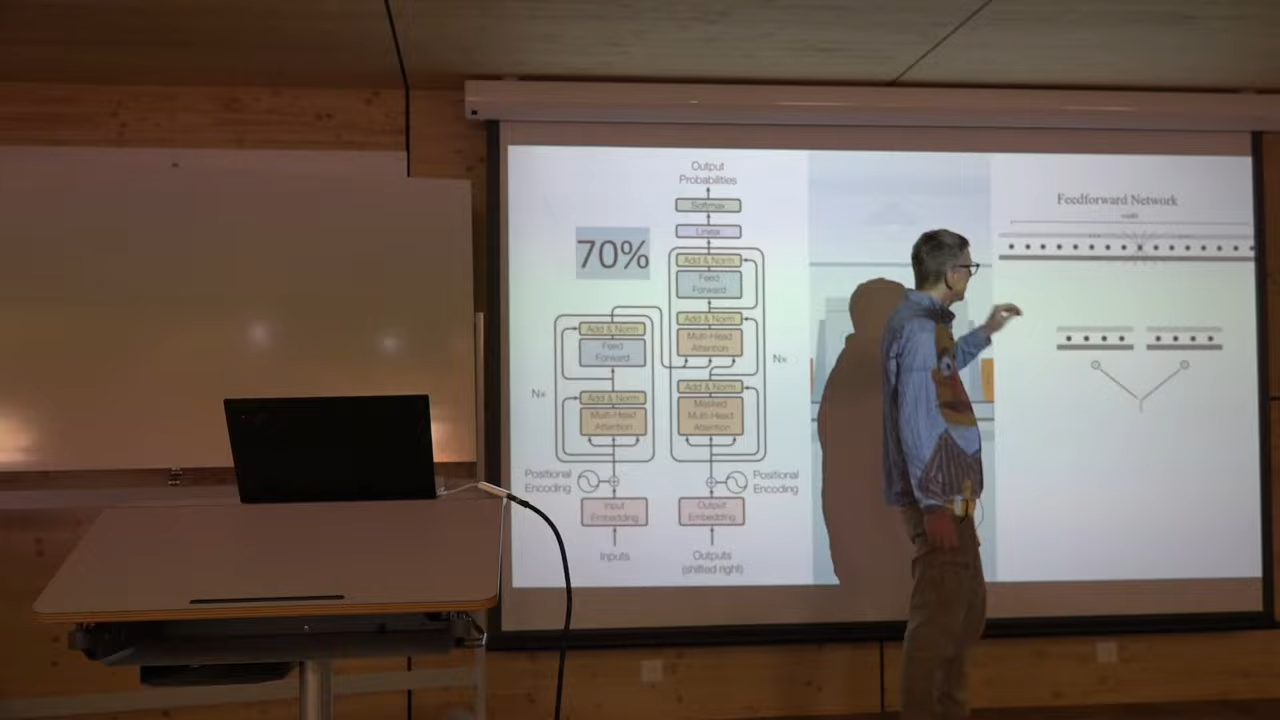 Output
Probabilities
Softmax
Linear
70%
Add & Norm
Feed
Forward
Add & Norm
Multi-Head
Attention
Nx
Add & Norm
Masked
Multi-Head
Attention
Add & Norm
Feed
Forward
Nx
Add & Norm
Multi-Head
Attention
Positional
Encoding
Positional
Encoding
Input
Embedding
Output
Embedding
Inputs
Outputs
(shifted right)
Feedforward Network
width